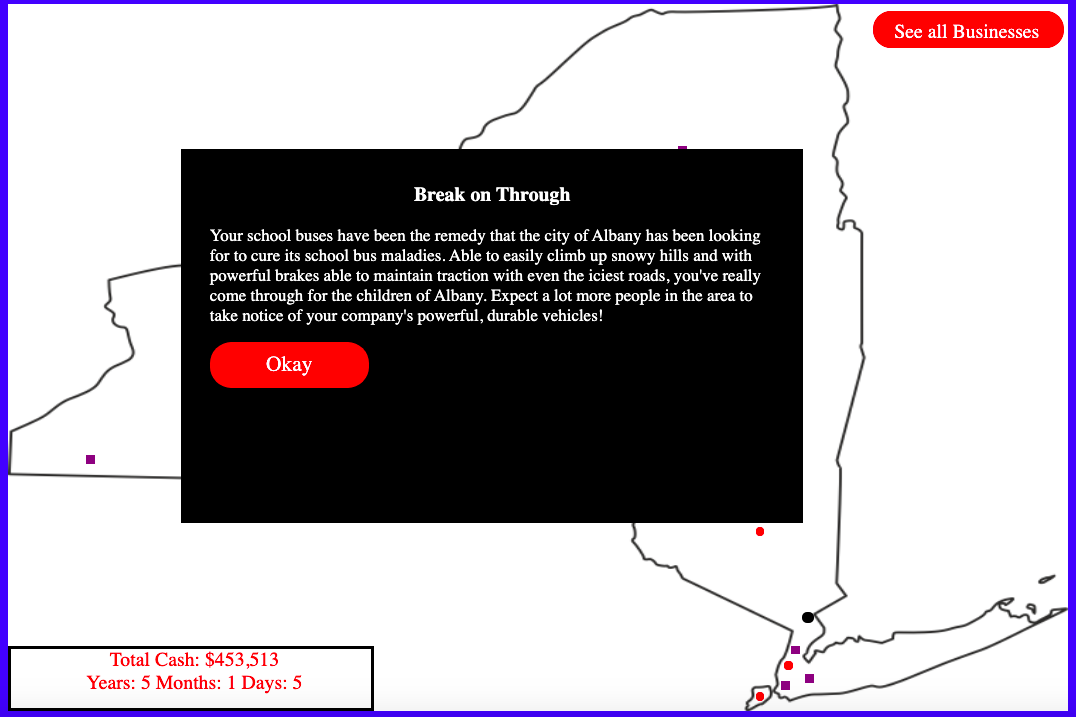 See all Businesses
Break on Through
Your school buses have been the remedy that the city of Albany has been looking
for to cure its school bus maladies. Able to easily climb up snowy hills and with
powerful brakes able to maintain traction with even the iciest roads, you've really
come through for the children of Albany. Expect a lot more people in the area to
take notice of your company's powerful, durable vehicles!
Okay
Total Cash: $453,513
Years: 5 Months: 1 Days: 5